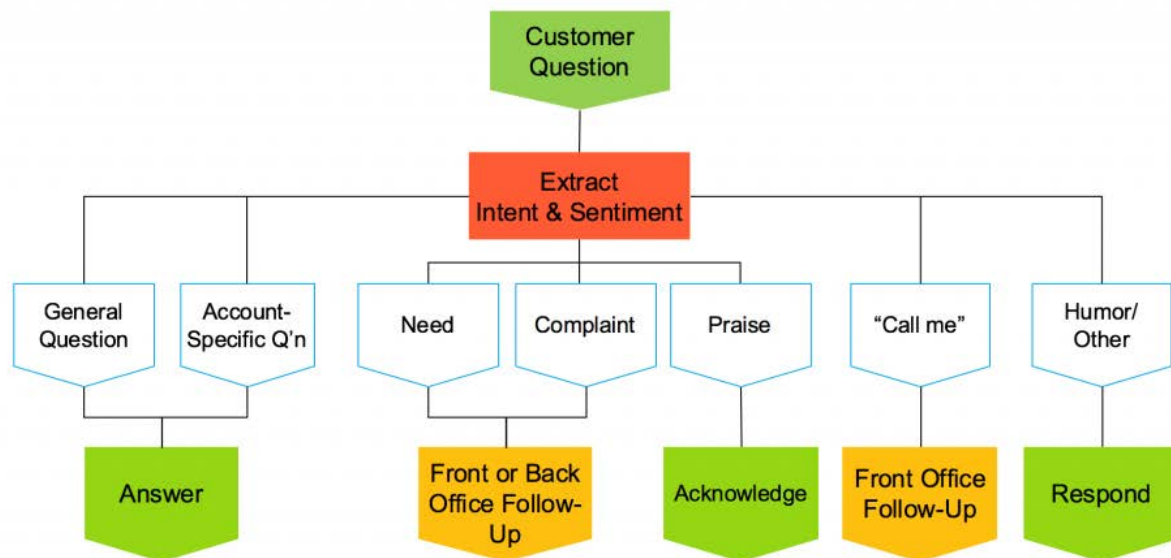 Customer
Question
Extract
Intent & Sentiment
General
Question
Account-
Specific Q'n
Need
Complaint
Praise
“Call me”
Humor/
Other
Answer
Front or Back
Office Follow-
Up
Acknowledge
Front Office
Follow-Up
Respond